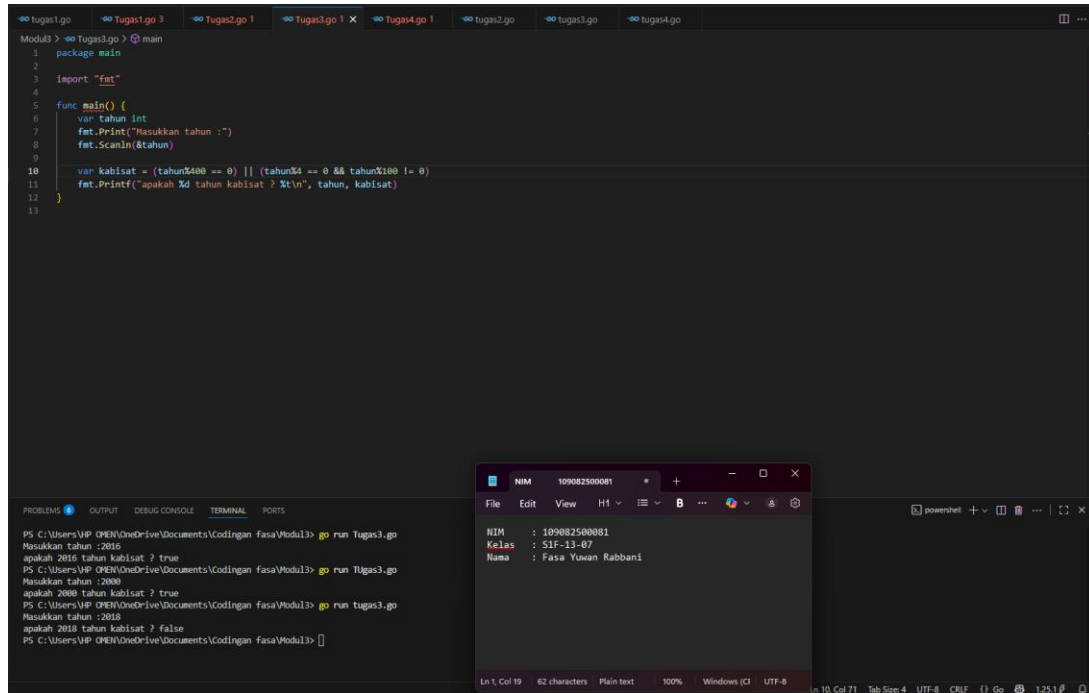 tugas1.go Tugas1.go 3 Tugas2.go 1 Tugas3.go 1 Tugas4.go 1 tugas2.go tugas3.go tugas4.go
Modul3 > Tugas3.go > main
1 package main
2
3 import "fmt"
4
5 func main() {
6 var tahun int
7 fmt.Print("Masukkan tahun :")
8 fmt.Scanln(&tahun)
9
10 var kabisat = (tahun%400 == 0) || (tahun%4 == 0 && tahun%100 != 0)
11 fmt.Printf("apakah %d tahun kabisat ? %t\n", tahun, kabisat)
12 }
13
PROBLEMS 6 OUTPUT DEBUG CONSOLE TERMINAL PORTS
powershell
PS C:\Users\HP OMEN\OneDrive\Documents\Codingan fasa\Modul3> go run Tugas3.go
Masukkan tahun :2016
apakah 2016 tahun kabisat ? true
PS C:\Users\HP OMEN\OneDrive\Documents\Codingan fasa\Modul3> go run TUgas3.go
Masukkan tahun :2000
apakah 2000 tahun kabisat ? true
PS C:\Users\HP OMEN\OneDrive\Documents\Codingan fasa\Modul3> go run tugas3.go
Masukkan tahun :2018
apakah 2018 tahun kabisat ? false
PS C:\Users\HP OMEN\OneDrive\Documents\Codingan fasa\Modul3>
NIM 109082500081
File Edit View H1 B
NIM : 109082500081
Kelas : S1F-13-07
Nama : Fasa Yuwan Rabbani
Ln 1, Col 19 62 characters Plain text 100% Windows (CI UTF-8
Ln 10, Col 71 Tab Size: 4 UTF-8 CRLF {} Go 1.25.1